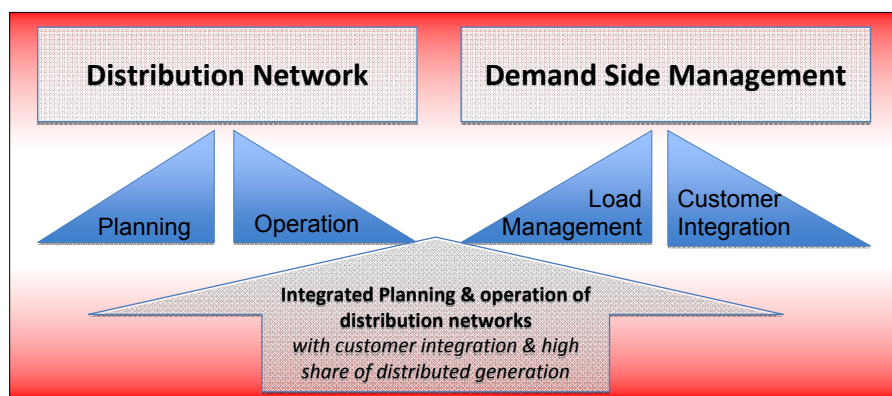 Distribution Network
Demand Side Management
Planning
Operation
Load
Management
Customer
Integration
Integrated Planning & operation of
distribution networks
with customer integration & high
share of distributed generation